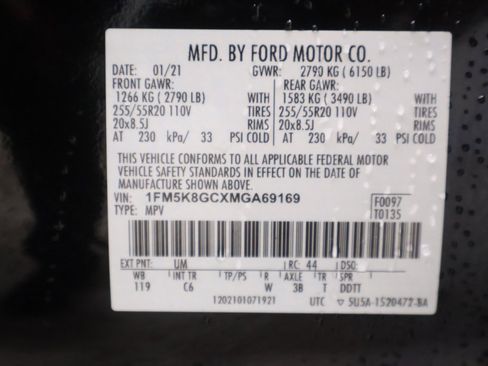 MFD. BY FORD MOTOR CO.
DATE: 01/21 GVWR: 2790 KG ( 6150 LB)
FRONT GAWR: REAR GAWR:
1266 KG ( 2790 LB) WITH 1583 KG ( 3490 LB) WITH
255/55R20 110V TIRES 255/55R20 110V TIRES
20x8.5J RIMS 20x8.5J RIMS
AT 230 kPa/ 33 PSI COLD AT 230 kPa/ 33 PSI COLD
THIS VEHICLE CONFORMS TO ALL APPLICABLE FEDERAL MOTOR
VEHICLE SAFETY STANDARDS IN EFFECT ON THE DATE OF
MANUFACTURE SHOWN ABOVE.
VIN: 1FM5K8GCXMGA69169 F0097
TYPE: MPV T0135
EXT PNT: UM RC: 44 DSO:
WB INT TR TP/PS R AXLE TR SPR
119 C6 W 3B T DDTT
1202101071921 UTC ▽ 5U5A-1520472-BA